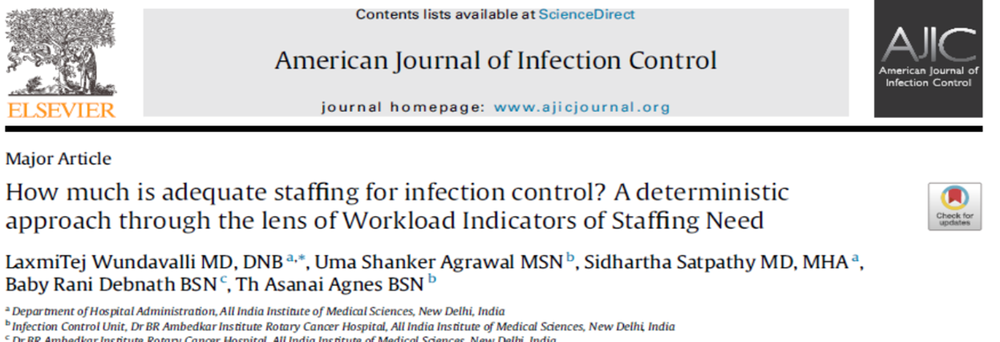 Contents lists available at ScienceDirect
American Journal of Infection Control
journal homepage: www.ajicjournal.org
ELSEVIER
AJIC
American Journal of
Infection Control
Major Article
How much is adequate staffing for infection control? A deterministic
approach through the lens of Workload Indicators of Staffing Need
Check for
updates
LaxmiTej Wundavalli MD, DNB a,*, Uma Shanker Agrawal MSN b, Sidhartha Satpathy MD, MHA a,
Baby Rani Debnath BSN c, Th Asanai Agnes BSN b
a Department of Hospital Administration, All India Institute of Medical Sciences, New Delhi, India
b Infection Control Unit, Dr BR Ambedkar Institute Rotary Cancer Hospital, All India Institute of Medical Sciences, New Delhi, India
c Dr BR Ambedkar Institute Rotary Cancer Hospital, All India Institute of Medical Sciences, New Delhi, India